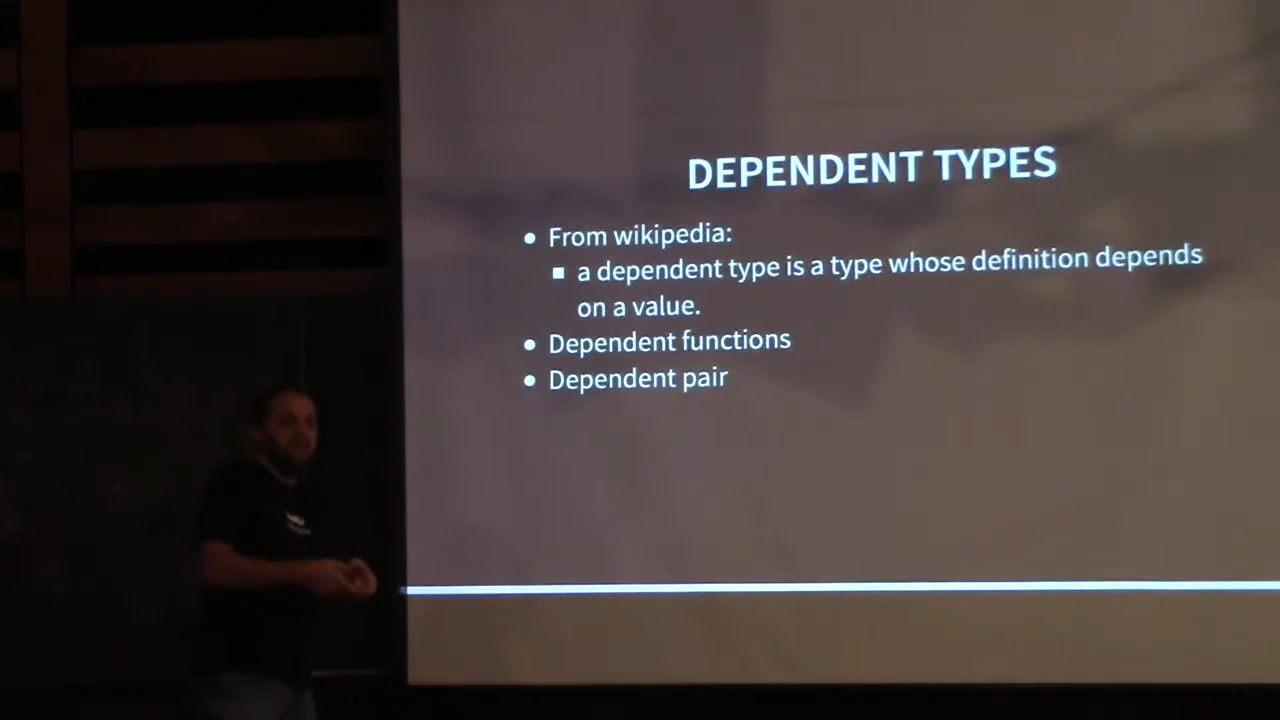 DEPENDENT TYPES
● From wikipedia:
■ a dependent type is a type whose definition depends
on a value.
● Dependent functions
● Dependent pair